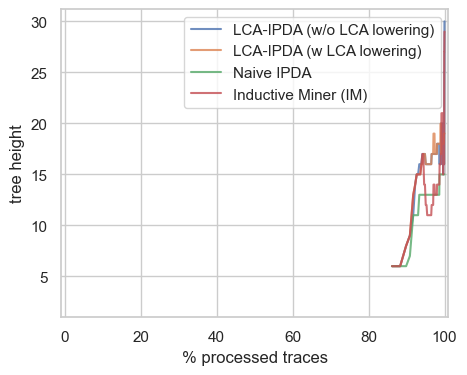 LCA-IPDA (w/o LCA lowering)
LCA-IPDA (w LCA lowering)
Naive IPDA
Inductive Miner (IM)
tree height
30
25
20
15
10
5
0 20 40 60 80 100
% processed traces